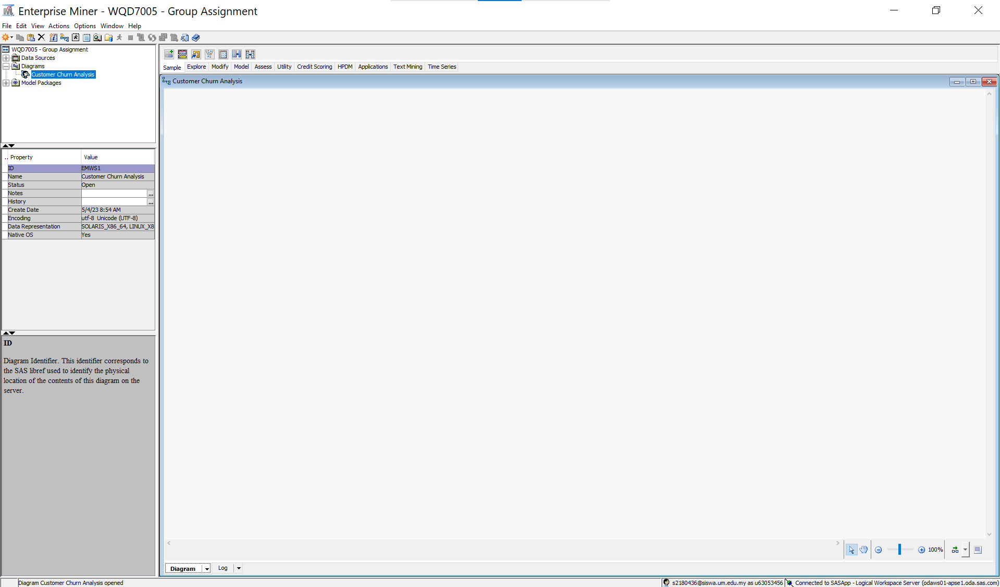 Enterprise Miner - WQD7005 - Group Assignment
File Edit View Actions Options Window Help
WQD7005 - Group Assignment
Data Sources
Diagrams
Customer Churn Analysis
Model Packages
Sample Explore Modify Model Assess Utility Credit Scoring HPDM Applications Text Mining Time Series
Customer Churn Analysis
.. Property Value
ID EMWS1
Name Customer Churn Analysis
Status Open
Notes ...
History ...
Create Date 5/4/23 8:54 AM
Encoding utf-8 Unicode (UTF-8)
Data Representation SOLARIS_X86_64, LINUX_X8
Native OS Yes
ID
Diagram Identifier. This identifier corresponds to
the SAS libref used to identify the physical
location of the contents of this diagram on the
server.
100%
Diagram Log
Diagram Customer Churn Analysis opened
s2180436@siswa.um.edu.my as u63053456 Connected to SASApp - Logical Workspace Server (odaws01-apse1.oda.sas.com)